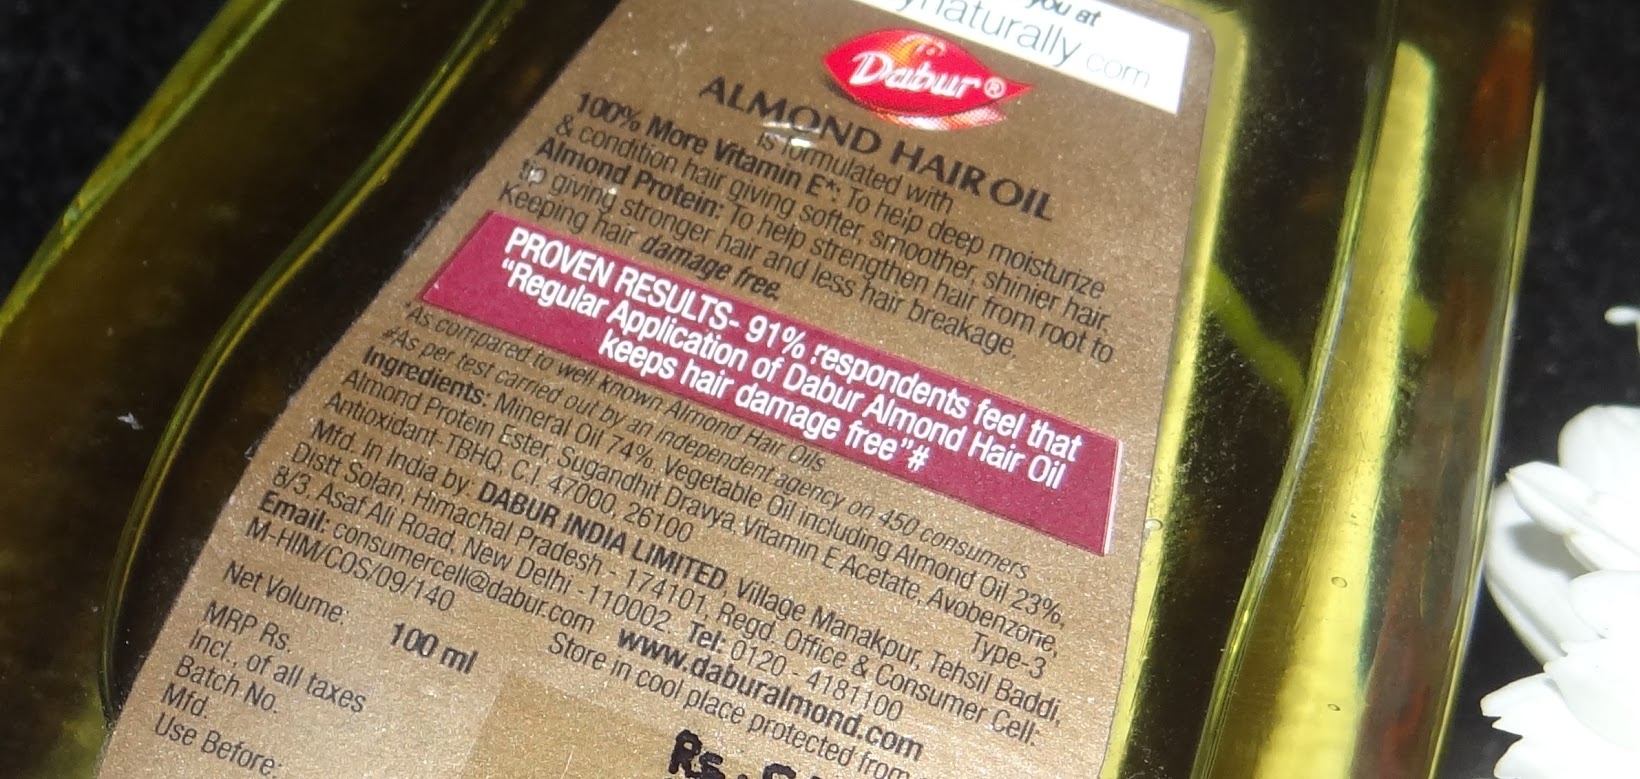 you at
naturally.com
Dabur®
ALMOND HAIR OIL
is formulated with
100% More Vitamin E*: To help deep moisturize
& condition hair giving softer, smoother, shinier hair.
Almond Protein: To help strengthen hair from root to
tip giving stronger hair and less hair breakage.
Keeping hair damage free.
PROVEN RESULTS- 91% respondents feel that
"Regular Application of Dabur Almond Hair Oil
keeps hair damage free"#
*As compared to well known Almond Hair Oils
#As per test carried out by an independent agency on 450 consumers
Ingredients: Mineral Oil 74%, Vegetable Oil including Almond Oil 23%,
Almond Protein Ester, Sugandhit Dravya, Vitamin E Acetate, Avobenzone,
Antioxidant-TBHQ, C.I. 47000, 26100
Type-3
Mfd. In India by: DABUR INDIA LIMITED, Village Manakpur, Tehsil Baddi,
Distt Solan, Himachal Pradesh - 174101, Regd. Office & Consumer Cell:
8/3, Asaf Ali Road, New Delhi -110002. Tel: 0120 - 4181100
Email: consumercell@dabur.com www.daburalmond.com
M-HIM/COS/09/140
Store in cool place protected from
Net Volume: 100 ml
MRP Rs.
Incl., of all taxes
Batch No.
Mfd.
Use Before:
Rs.